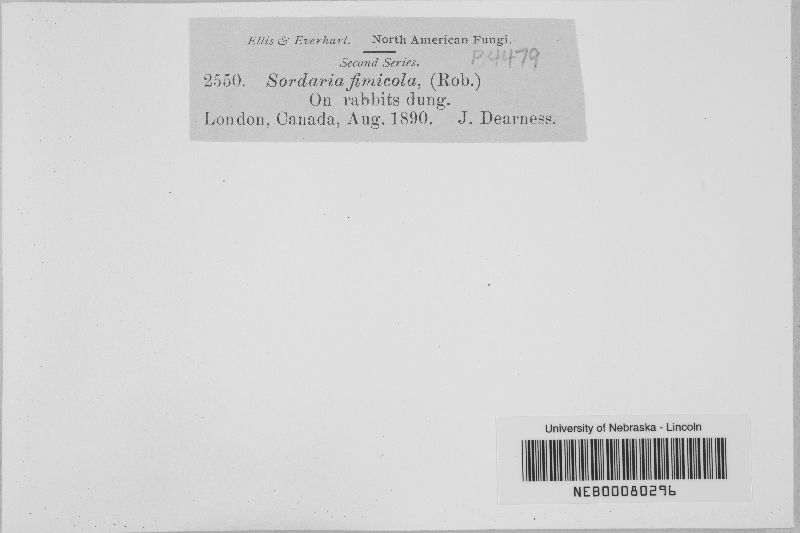 Ellis & Everhart. North American Fungi.
Second Series.
P4479
2550. Sordaria fimicola, (Rob.)
On rabbits dung.
London, Canada, Aug. 1890. J. Dearness.
University of Nebraska - Lincoln
NEB00080296